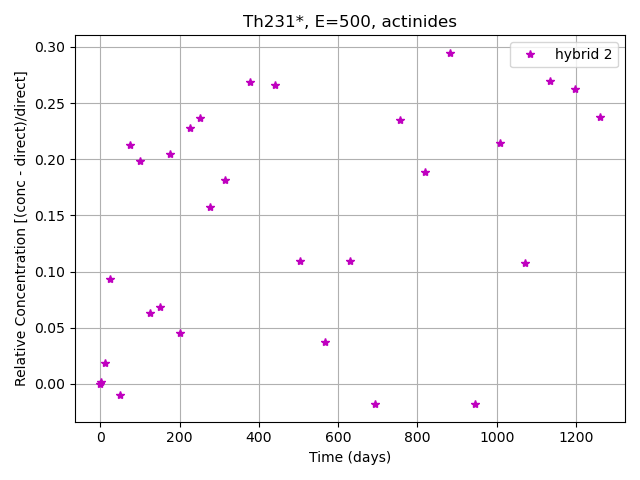 Th231*, E=500, actinides
hybrid 2
Relative Concentration [(conc - direct)/direct]
0.30
0.25
0.20
0.15
0.10
0.05
0.00
0 200 400 600 800 1000 1200
Time (days)